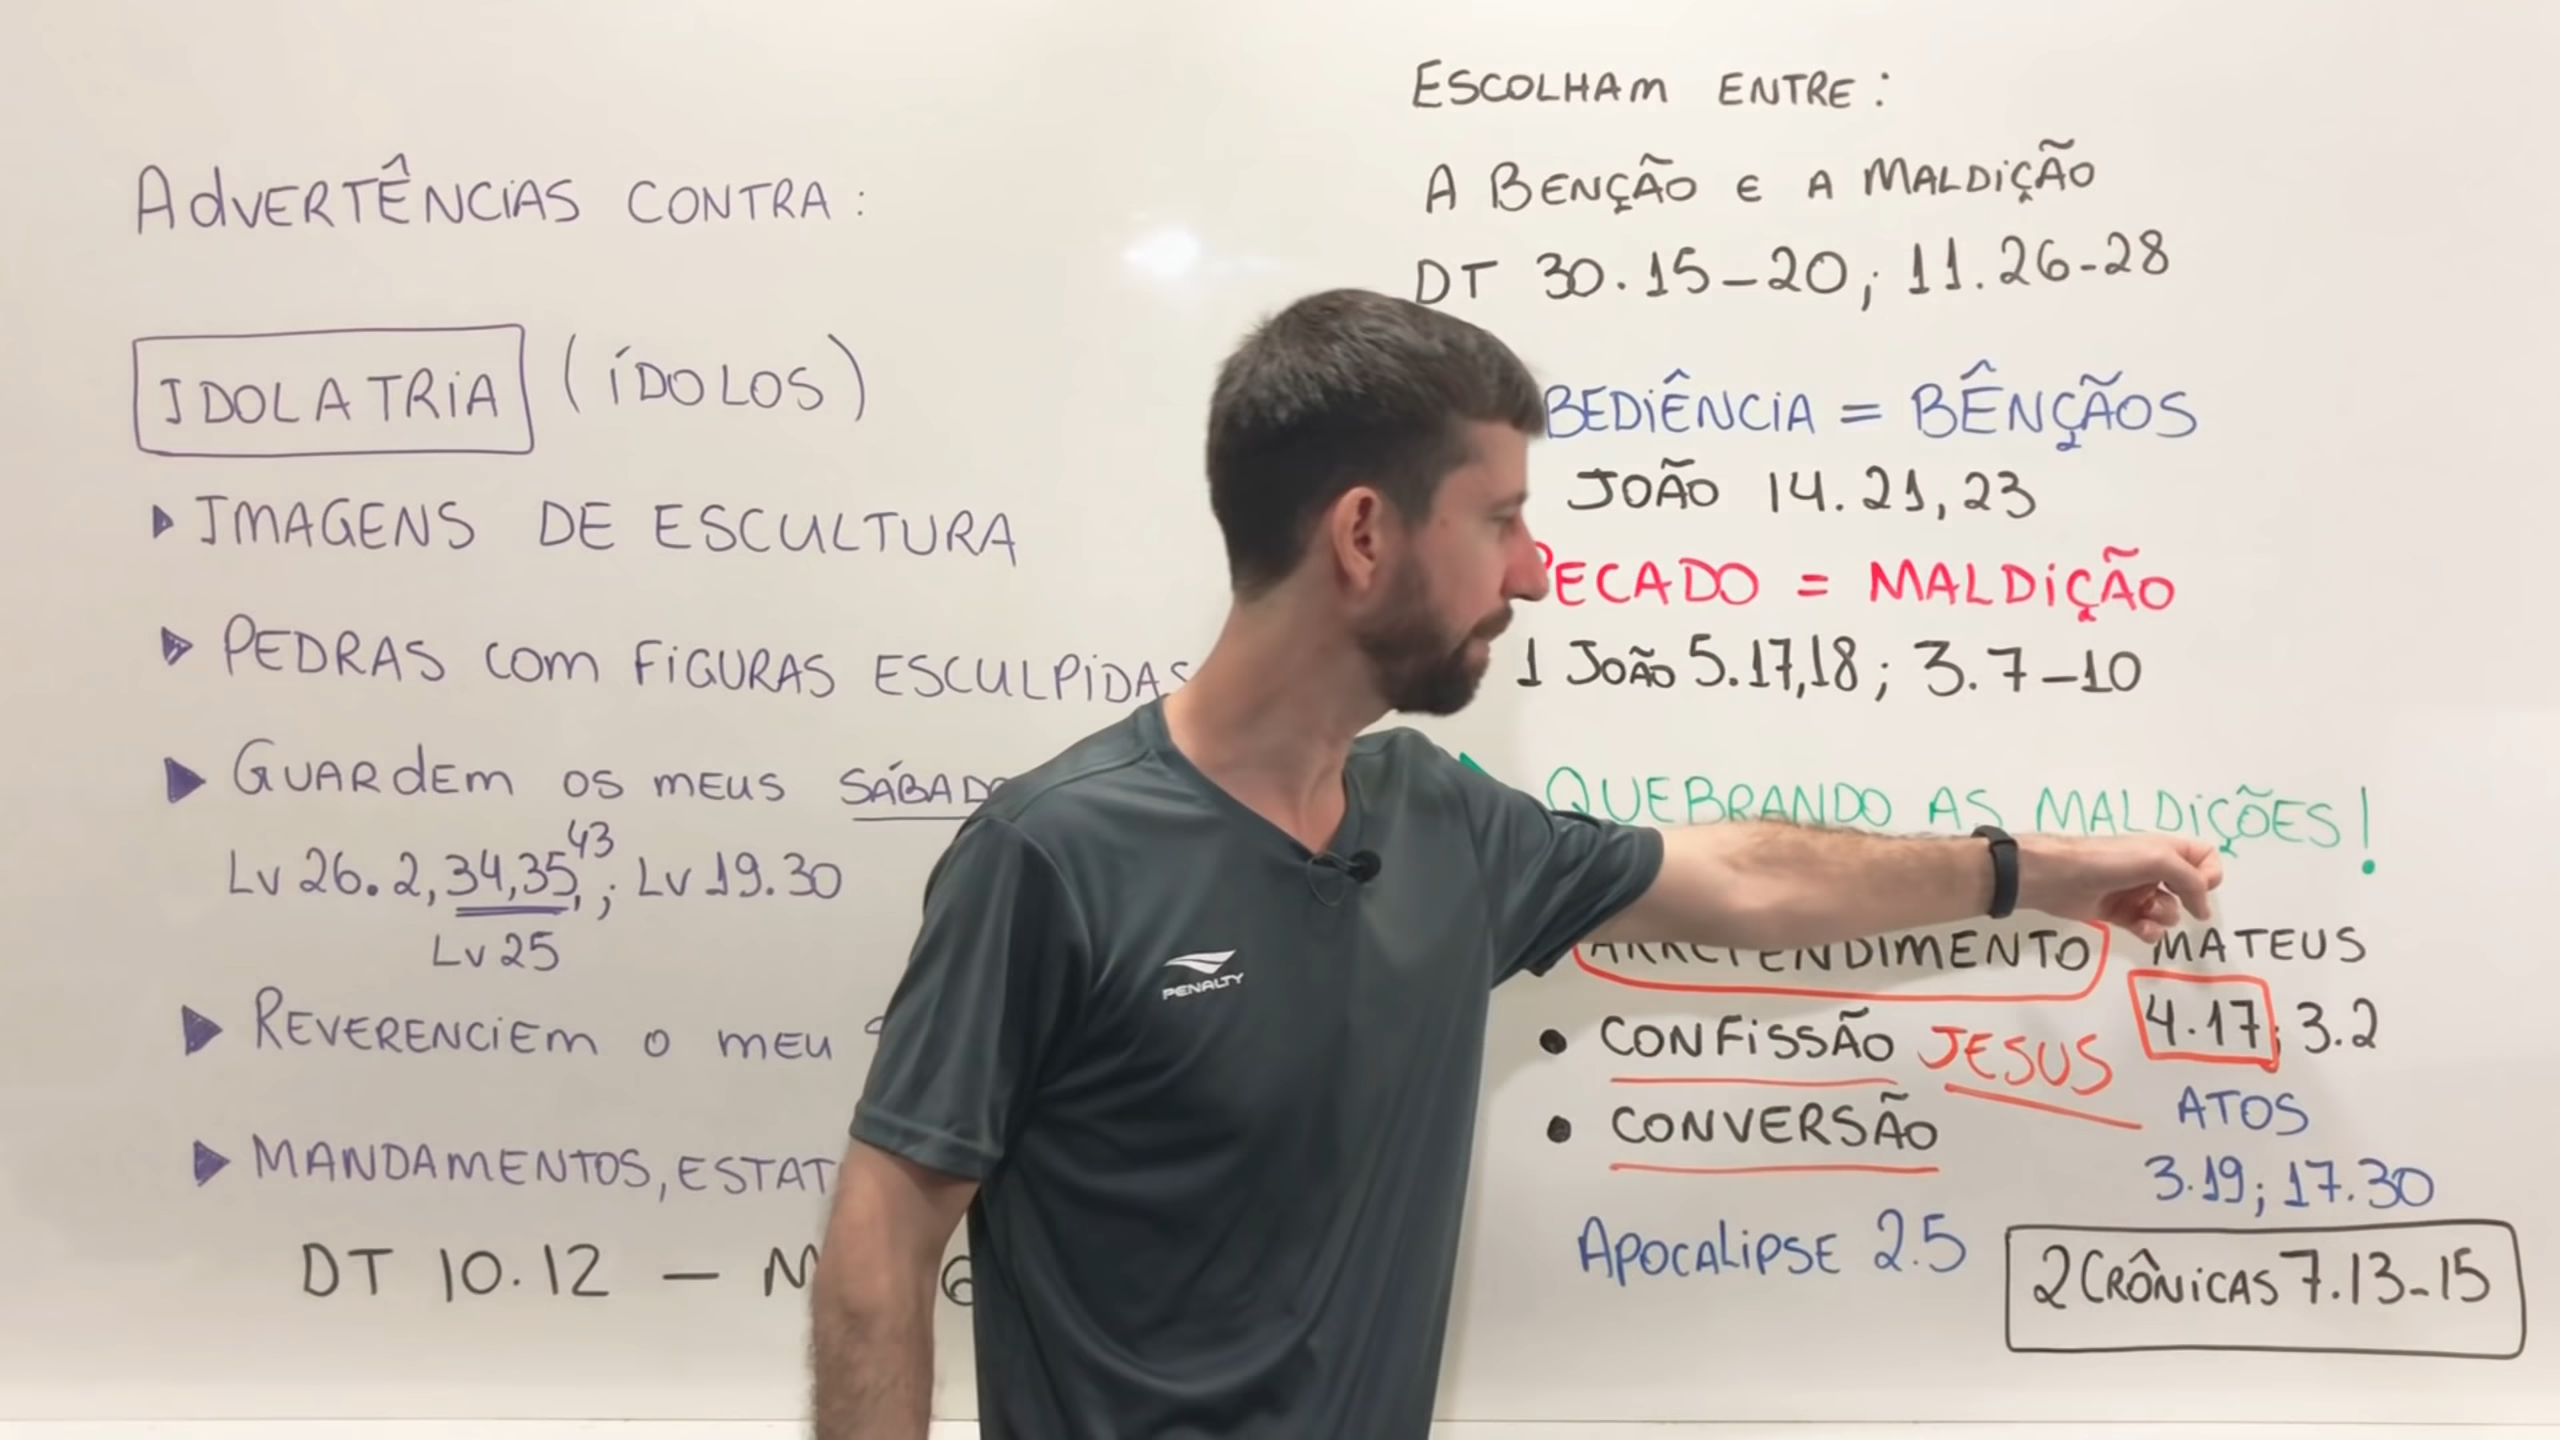 ADVERTÊNCIAS CONTRA:
IDOLATRIA (ÍDOLOS)
IMAGENS DE ESCULTURA
PEDRAS COM FIGURAS ESCULPIDAS
GUARDEM OS MEUS SÁBADO
LV 26.2,34,35,43; LV 19.30
LV 25
REVERENCIEM O MEU
MANDAMENTOS, ESTAT
DT 10.12 –
ESCOLHAM ENTRE:
A BENÇÃO E A MALDIÇÃO
DT 30.15-20; 11.26-28
BEDIÊNCIA = BÊNÇÃOS
JOÃO 14.21,23
PECADO = MALDIÇÃO
1 JOÃO 5.17,18; 3.7-10
QUEBRANDO AS MALDIÇÕES!
ARREPENDIMENTO MATEUS
4.17; 3.2
• CONFISSÃO JESUS
• CONVERSÃO
ATOS
3.19; 17.30
APOCALIPSE 2.5
2 CRÔNICAS 7.13-15
PENALTY